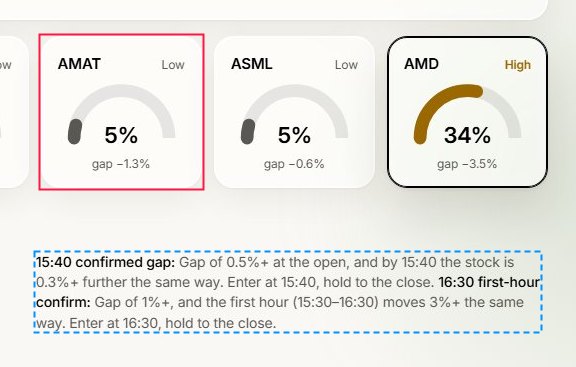 ow
AMAT Low
5%
gap −1.3%
ASML Low
5%
gap −0.6%
AMD High
34%
gap −3.5%
15:40 confirmed gap: Gap of 0.5%+ at the open, and by 15:40 the stock is
0.3%+ further the same way. Enter at 15:40, hold to the close. 16:30 first-hour
confirm: Gap of 1%+, and the first hour (15:30–16:30) moves 3%+ the same
way. Enter at 16:30, hold to the close.